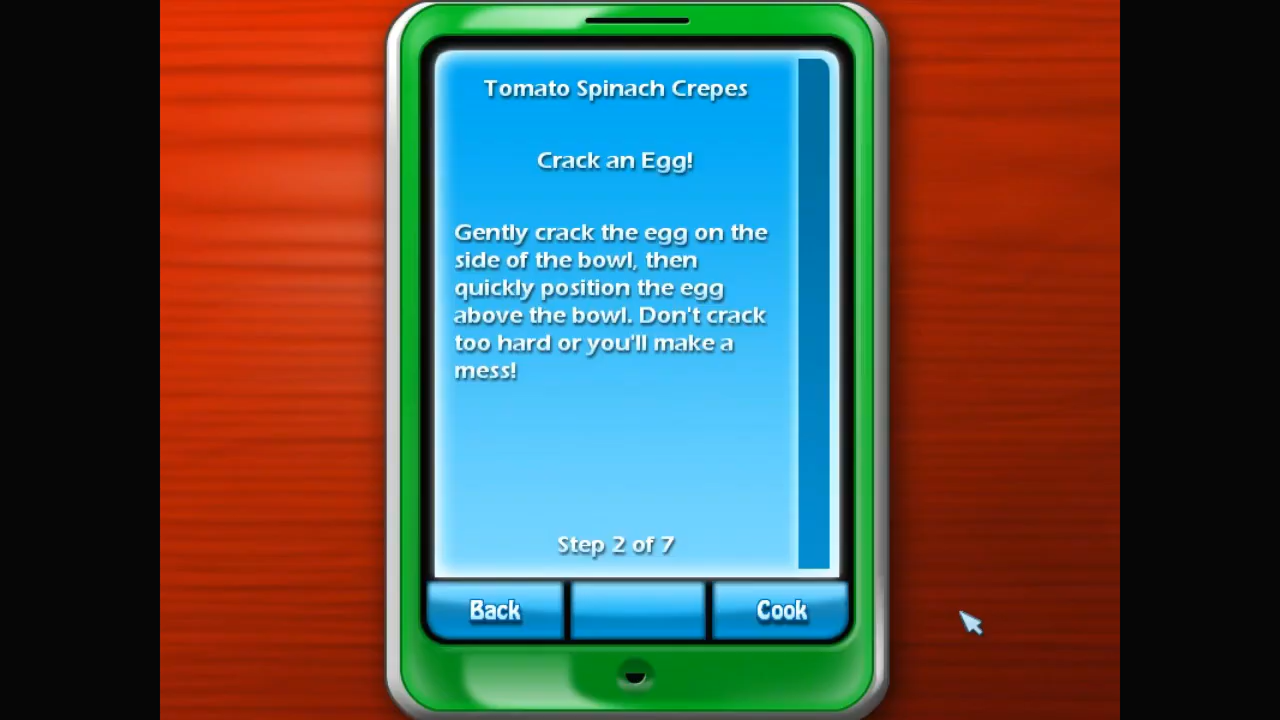 Tomato Spinach Crepes
Crack an Egg!
Gently crack the egg on the
side of the bowl, then
quickly position the egg
above the bowl. Don't crack
too hard or you'll make a
mess!
Step 2 of 7
Back
Cook